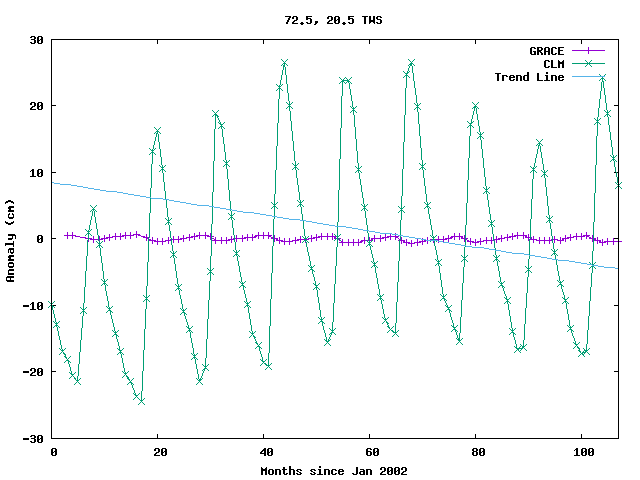 72.5, 20.5 TWS
GRACE
CLM
Trend Line
30
20
10
0
-10
-20
-30
Anomaly (cm)
0 20 40 60 80 100
Months since Jan 2002